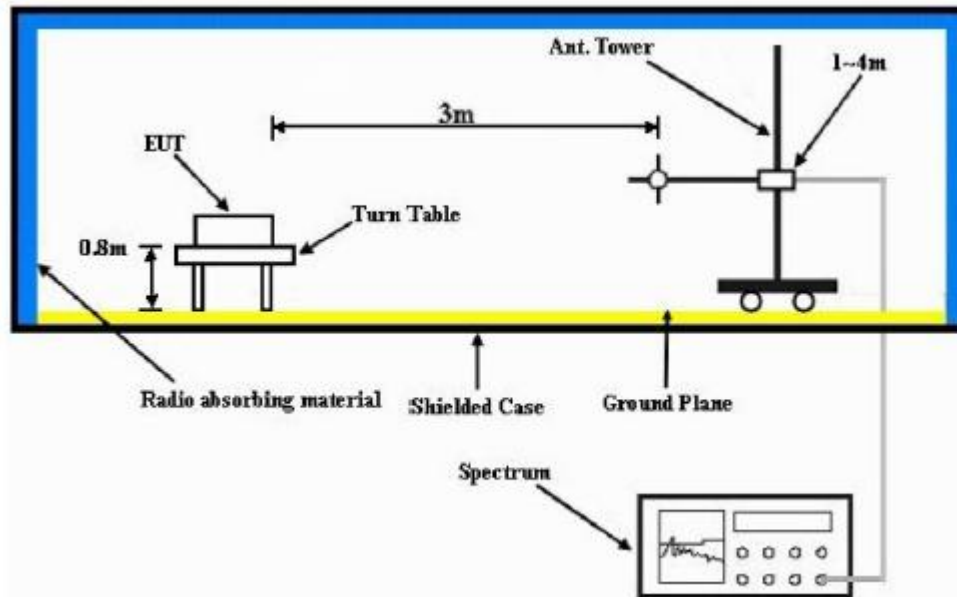 Ant. Tower
1~4m
3m
EUT
Turn Table
0.8m
Radio absorbing material
Shielded Case
Ground Plane
Spectrum